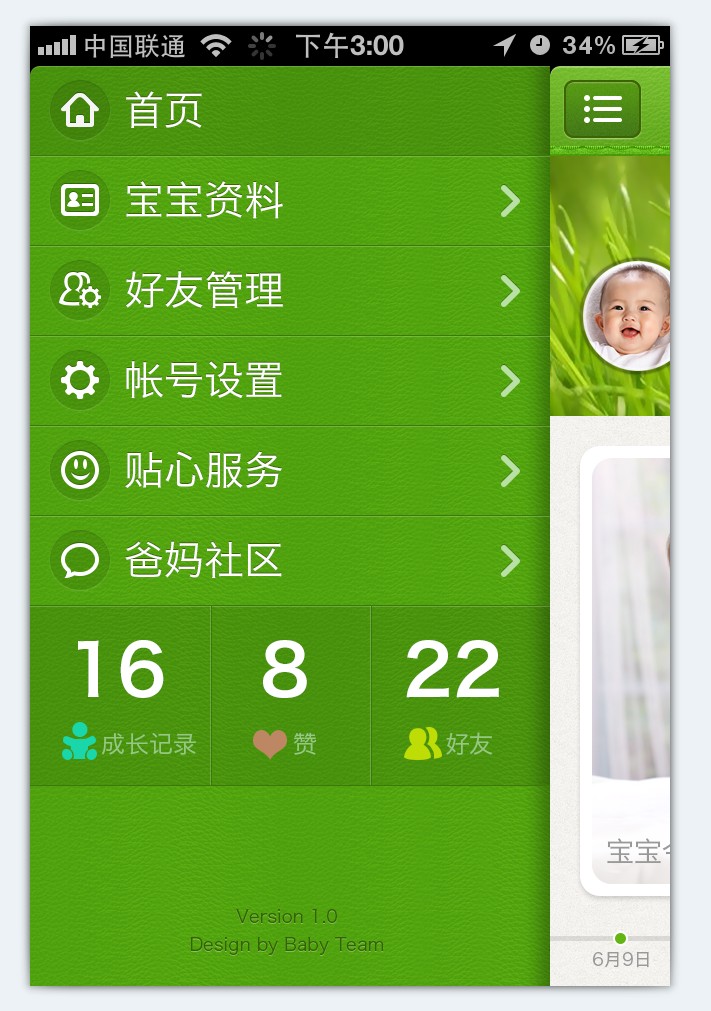 中国联通 下午3:00 34%
首页
宝宝资料
好友管理
帐号设置
贴心服务
爸妈社区
16 8 22
成长记录 赞 好友
宝宝
6月9日
Version 1.0
Design by Baby Team